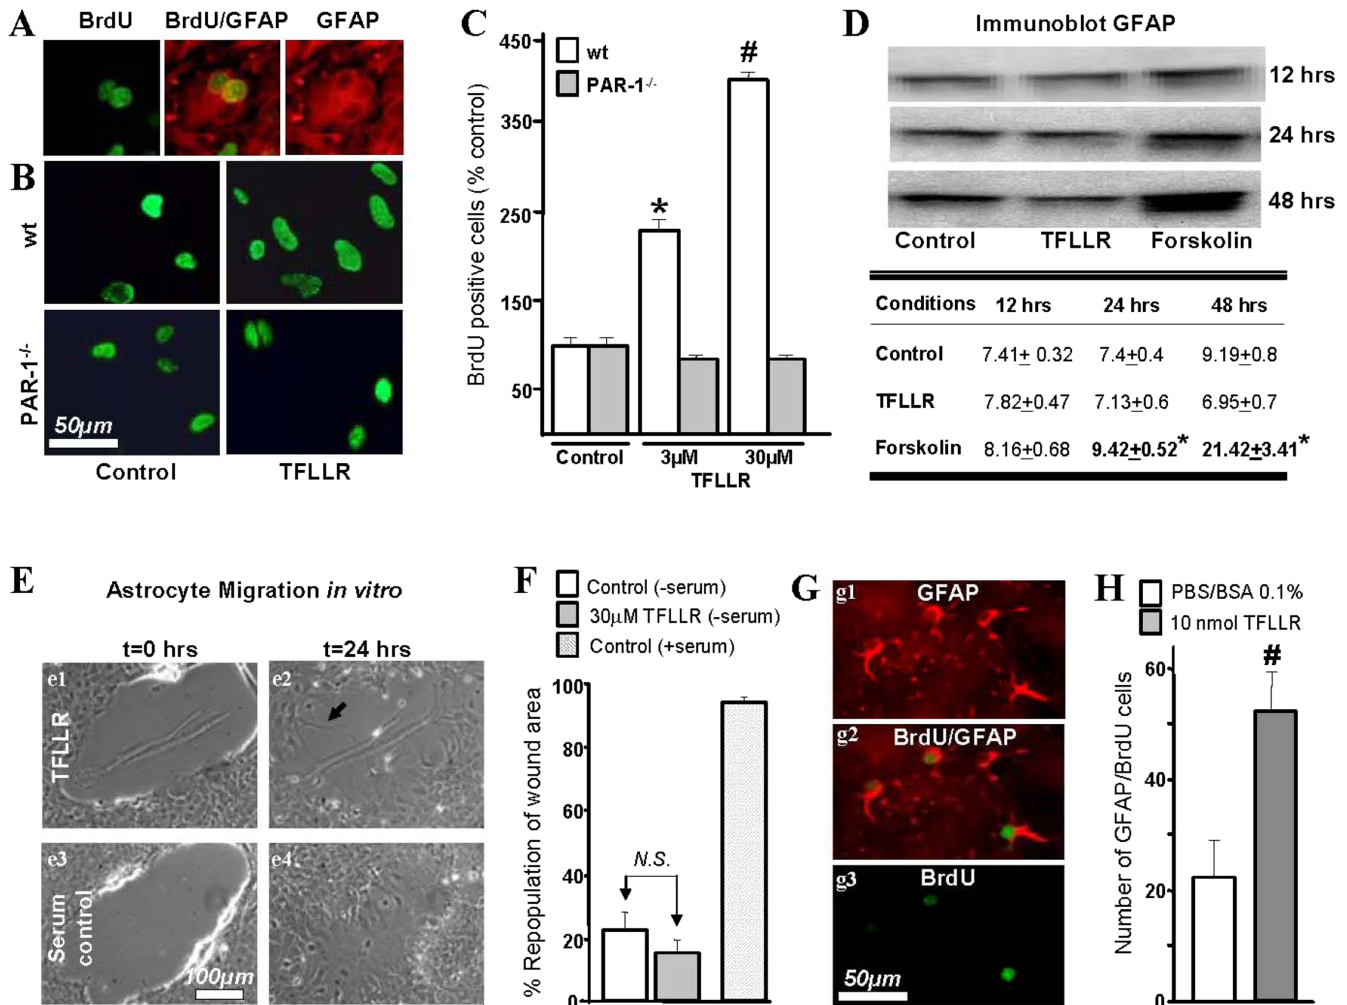 A
BrdU BrdU/GFAP GFAP
B
wt
PAR-1-/-
50µm
Control TFLLR
C
BrdU positive cells (% control)
450
350
250
150
50
wt
PAR-1-/-
*
#
Control 3µM 30µM
TFLLR
D
Immunoblot GFAP
12 hrs
24 hrs
48 hrs
Control TFLLR Forskolin
Conditions 12 hrs 24 hrs 48 hrs
Control 7.41± 0.32 7.4±0.4 9.19±0.8
TFLLR 7.82±0.47 7.13±0.6 6.95±0.7
Forskolin 8.16±0.68 9.42±0.52* 21.42±3.41*
E
Astrocyte Migration in vitro
t=0 hrs t=24 hrs
TFLLR
e1 e2
Serum control
e3 e4
100µm
F
Control (-serum)
30µM TFLLR (-serum)
Control (+serum)
% Repopulation of wound area
100
80
60
40
20
0
N.S.
G
g1 GFAP
g2 BrdU/GFAP
g3 BrdU
50µm
H
PBS/BSA 0.1%
10 nmol TFLLR
Number of GFAP/BrdU cells
60
40
20
0
#